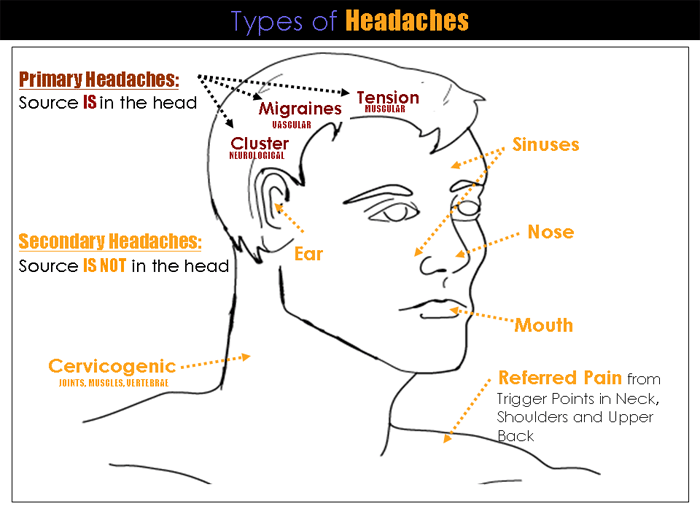 Types of Headaches
Primary Headaches:
Source IS in the head
Migraines
VASCULAR
Tension
MUSCULAR
Cluster
NEUROLOGICAL
Sinuses
Secondary Headaches:
Source IS NOT in the head
Ear
Nose
Mouth
Cervicogenic
JOINTS, MUSCLES, VERTEBRAE
Referred Pain from
Trigger Points in Neck,
Shoulders and Upper
Back